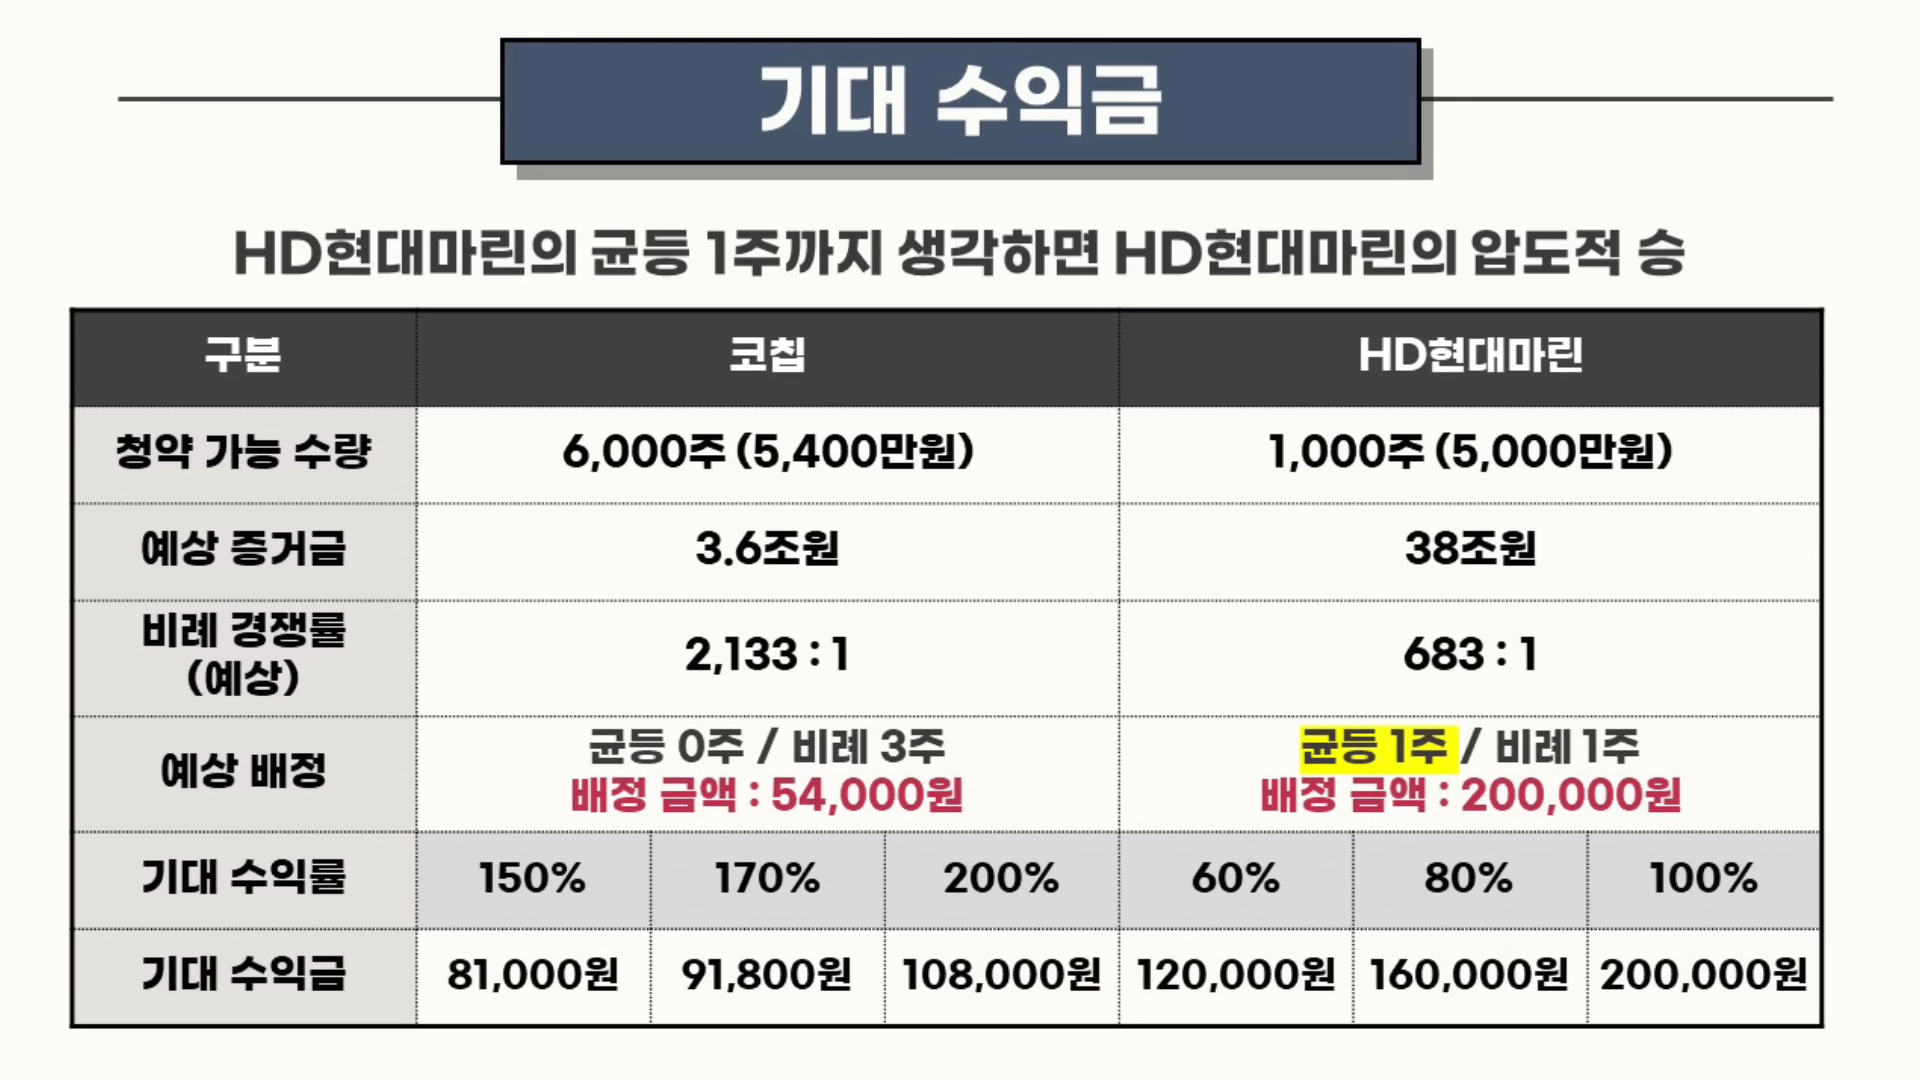 기대 수익금
HD현대마린의 균등 1주까지 생각하면 HD현대마린의 압도적 승
구분 코칩 HD현대마린
청약 가능 수량 6,000주 (5,400만원) 1,000주 (5,000만원)
예상 증거금 3.6조원 38조원
비례 경쟁률
(예상)
2,133 : 1 683 : 1
예상 배정
균등 0주 / 비례 3주
배정 금액 : 54,000원
균등 1주 / 비례 1주
배정 금액 : 200,000원
기대 수익률 150% 170% 200% 60% 80% 100%
기대 수익금 81,000원 91,800원 108,000원 120,000원 160,000원 200,000원